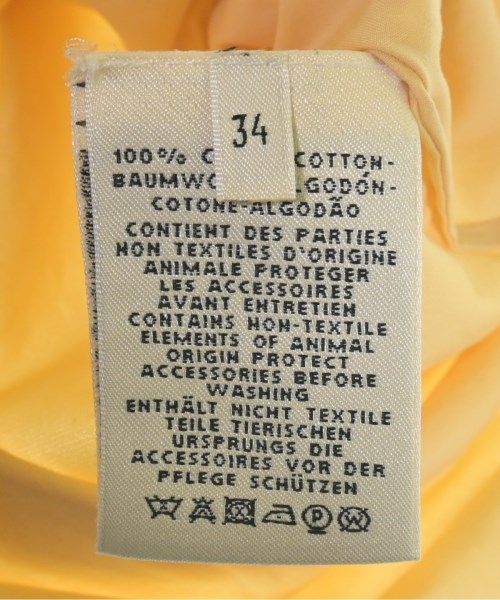 34
100% C COTTON-
BAUMWO LGODÓN-
COTONE-ALGODÃO
CONTIENT DES PARTIES
NON TEXTILES D'ORIGINE
ANIMALE PROTEGER
LES ACCESSOIRES
AVANT ENTRETIEN
CONTAINS NON-TEXTILE
ELEMENTS OF ANIMAL
ORIGIN PROTECT
ACCESSORIES BEFORE
WASHING
ENTHÄLT NICHT TEXTILE
TEILE TIERISCHEN
URSPRUNGS DIE
ACCESSOIRES VOR DER
PFLEGE SCHÜTZEN
P W